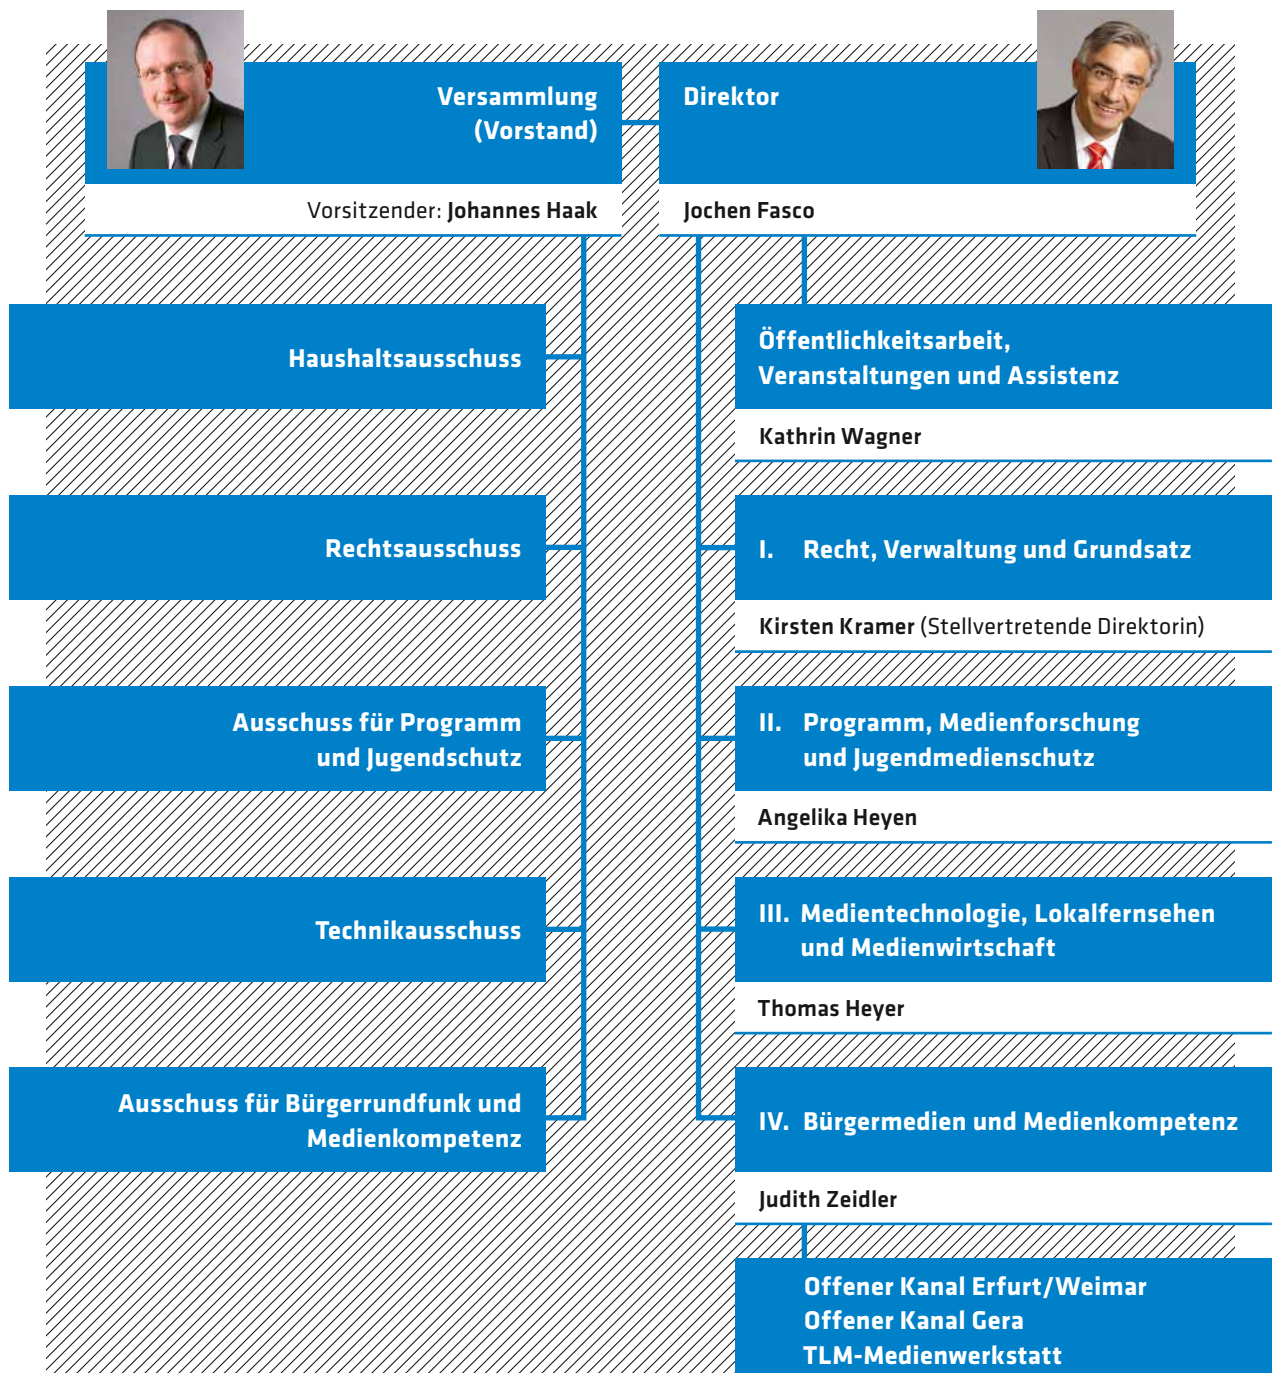 Versammlung
(Vorstand)
Vorsitzender: Johannes Haak
Direktor
Jochen Fasco
Haushaltsausschuss
Rechtsausschuss
Ausschuss für Programm
und Jugendschutz
Technikausschuss
Ausschuss für Bürgerrundfunk und
Medienkompetenz
Öffentlichkeitsarbeit,
Veranstaltungen und Assistenz
Kathrin Wagner
I. Recht, Verwaltung und Grundsatz
Kirsten Kramer (Stellvertretende Direktorin)
II. Programm, Medienforschung
und Jugendmedienschutz
Angelika Heyen
III. Medientechnologie, Lokalfernsehen
und Medienwirtschaft
Thomas Heyer
IV. Bürgermedien und Medienkompetenz
Judith Zeidler
Offener Kanal Erfurt/Weimar
Offener Kanal Gera
TLM-Medienwerkstatt